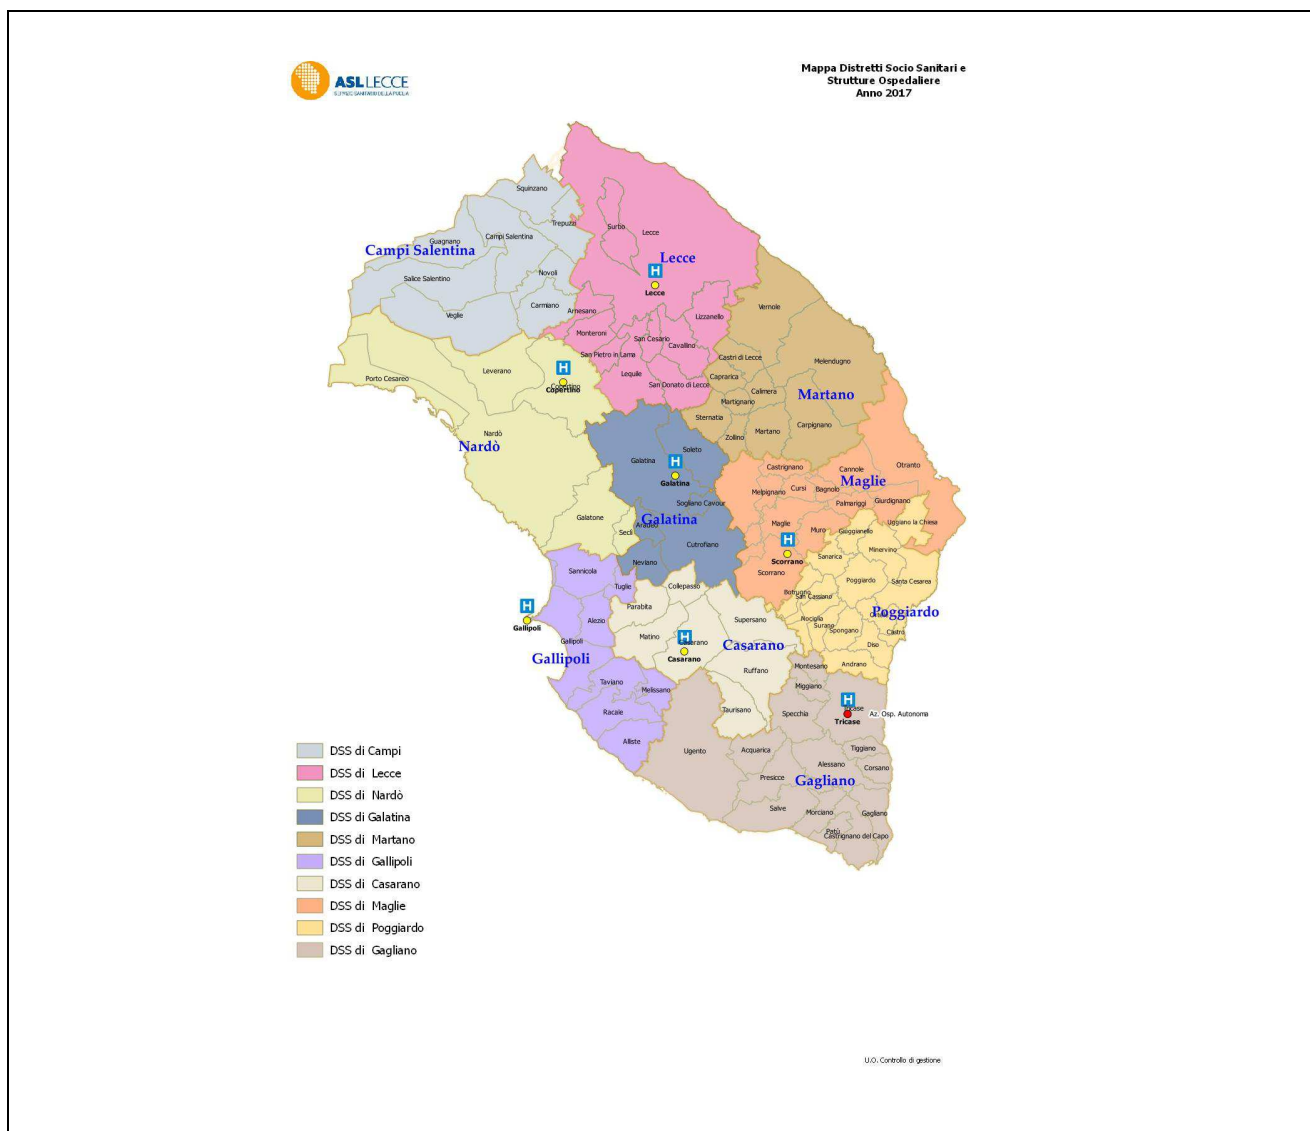 ASL LECCE
Mappa Distretti Socio Sanitari e
Strutture Ospedaliere
Anno 2017
Squinzano
Trepuzzi
Surbo
Lecce
Guagnano
Campi Salentina
Campi Salentina
Lecce
H
Salice Salentino
Novoli
Lecce
Carmiano
Arnesano
Veglie
Lizzanello
Vernole
Monteroni
San Cesario
Cavallino
San Pietro in Lama
Castri di Lecce
Melendugno
H
Leverano
Porto Cesareo
Copertino
Copertino
Lequile
San Donato di Lecce
Caprarica
Calimera
Martano
Martignano
Sternatia
Zollino
Martano
Carpignano
Nardò
Nardò
Soleto
Galatina
H
Galatina
Castrignano
Cannole
Otranto
Maglie
Melpignano
Cursi
Bagnolo
Palmariggi
Giurdignano
Sogliano Cavour
Galatone
Galatina
Aradeo
Seclì
Maglie
Muro
Uggiano la Chiesa
Giuggianello
H
Cutrofiano
Minervino
Scorrano
Sanarica
Neviano
Sannicola
Tuglie
Collepasso
Scorrano
Poggiardo
Santa Cesarea
Botrugno
San Cassiano
H
Gallipoli
Parabita
Alezio
Supersano
Nociglia
Surano
Spongano
Poggiardo
Castro
Gallipoli
Matino
H
Casarano
Casarano
Casarano
Diso
Gallipoli
Andrano
Ruffano
Montesano
Taviano
Melissano
Miggiano
H
Tricase
Tricase
Az. Osp. Autonoma
Racale
Taurisano
Specchia
Alliste
Ugento
Acquarica
Tiggiano
Alessano
Corsano
Presicce
Gagliano
Salve
Morciano
Gagliano
Patù
Castrignano del Capo
DSS di Campi
DSS di Lecce
DSS di Nardò
DSS di Galatina
DSS di Martano
DSS di Gallipoli
DSS di Casarano
DSS di Maglie
DSS di Poggiardo
DSS di Gagliano
U.O. Controllo di gestione